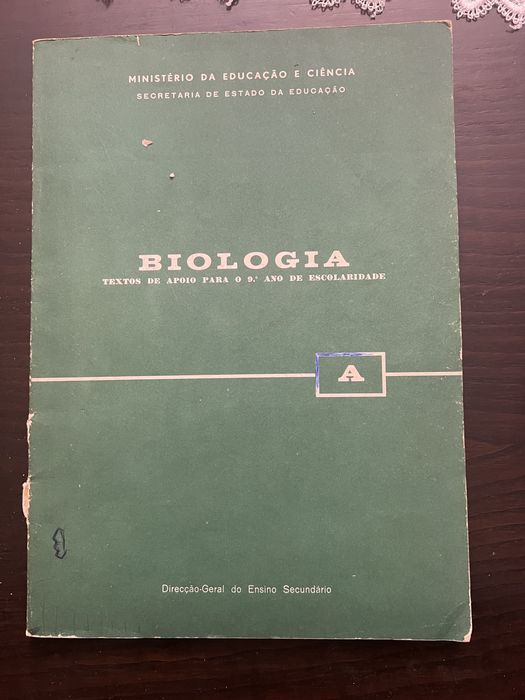 MINISTÉRIO DA EDUCAÇÃO E CIÊNCIA
SECRETARIA DE ESTADO DA EDUCAÇÃO
BIOLOGIA
TEXTOS DE APOIO PARA O 9.º ANO DE ESCOLARIDADE
A
Direcção-Geral do Ensino Secundário